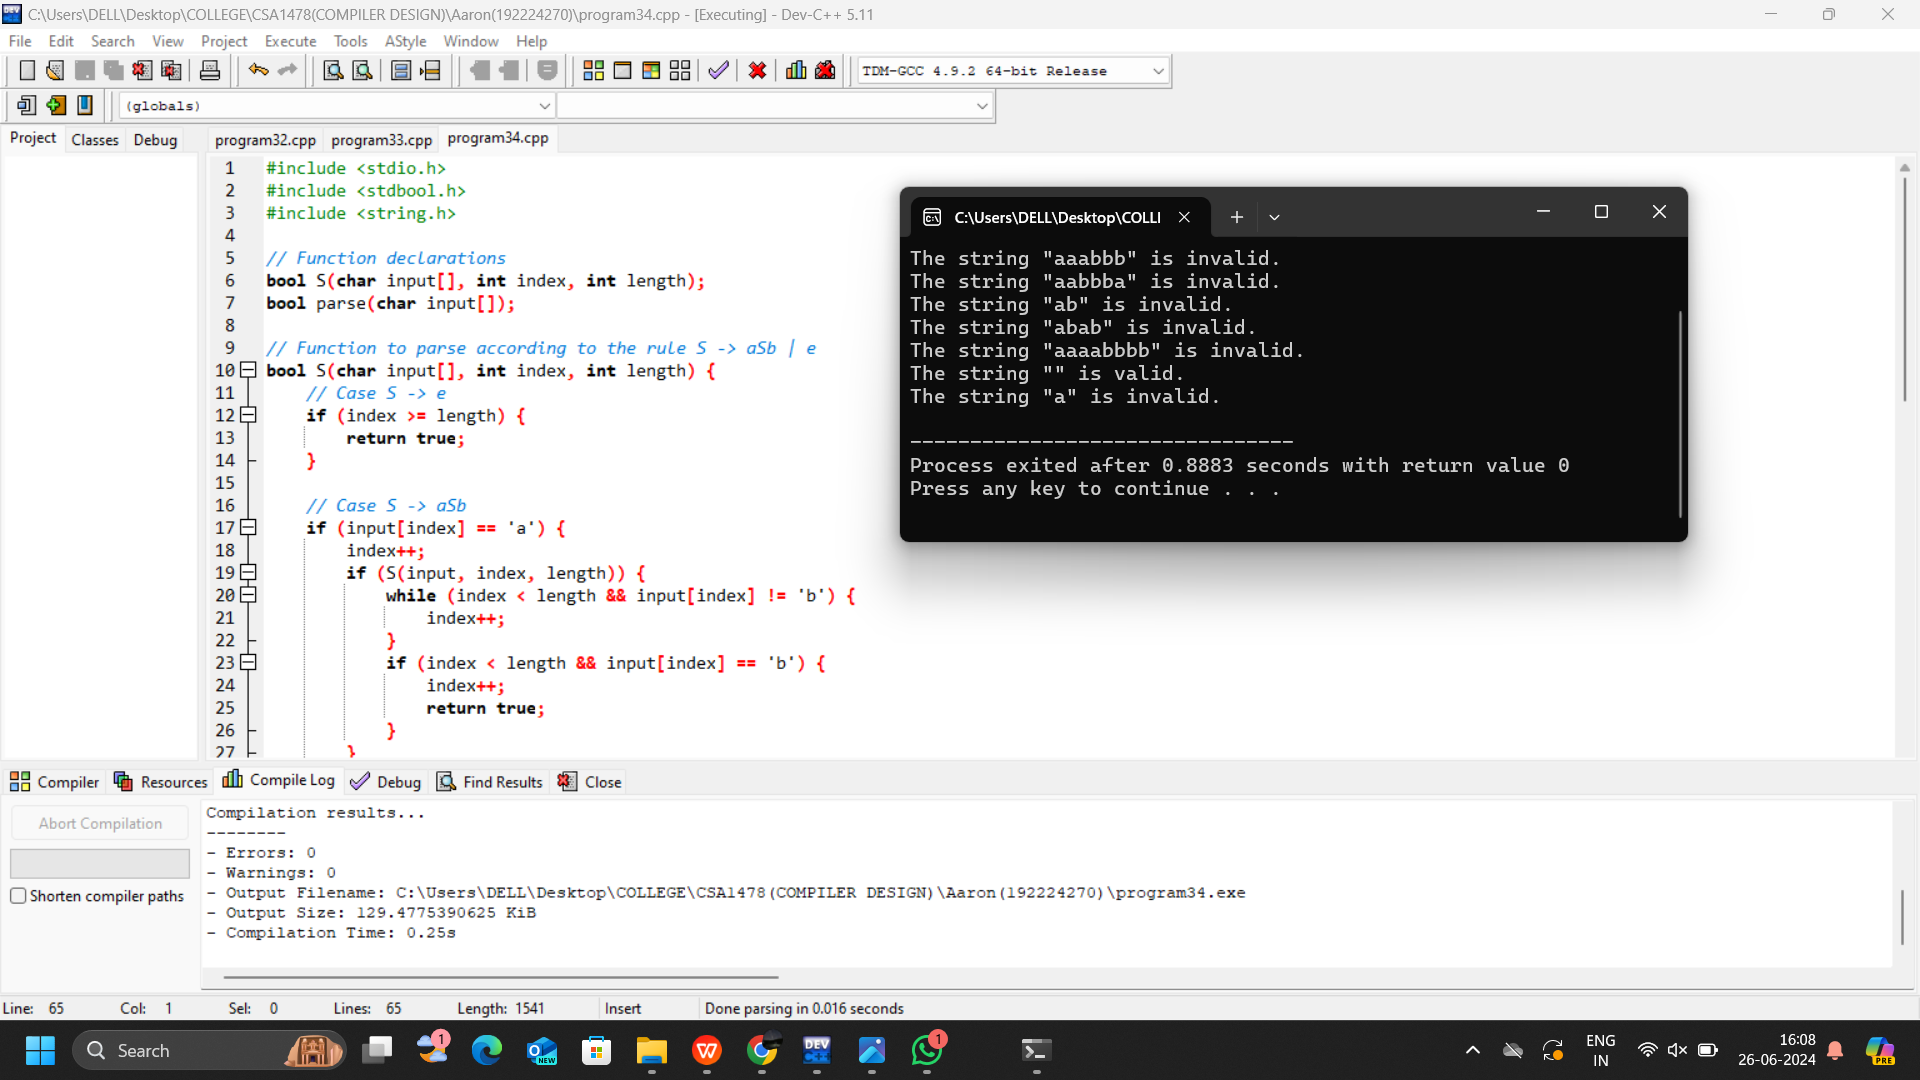 C:\Users\DELL\Desktop\COLLEGE\CSA1478(COMPILER DESIGN)\Aaron(192224270)\program34.cpp - [Executing] - Dev-C++ 5.11
File Edit Search View Project Execute Tools AStyle Window Help
TDM-GCC 4.9.2 64-bit Release
(globals)
Project Classes Debug program32.cpp program33.cpp program34.cpp
1 #include <stdio.h>
2 #include <stdbool.h>
3 #include <string.h>
4
5 // Function declarations
6 bool S(char input[], int index, int length);
7 bool parse(char input[]);
8
9 // Function to parse according to the rule S -> aSb | e
10 bool S(char input[], int index, int length) {
11 // Case S -> e
12 if (index >= length) {
13 return true;
14 }
15
16 // Case S -> aSb
17 if (input[index] == 'a') {
18 index++;
19 if (S(input, index, length)) {
20 while (index < length && input[index] != 'b') {
21 index++;
22 }
23 if (index < length && input[index] == 'b') {
24 index++;
25 return true;
26 }
27 }
C:\Users\DELL\Desktop\COLLI
The string "aaabbb" is invalid.
The string "aabbba" is invalid.
The string "ab" is invalid.
The string "abab" is invalid.
The string "aaaabbbb" is invalid.
The string "" is valid.
The string "a" is invalid.
--------------------------------
Process exited after 0.8883 seconds with return value 0
Press any key to continue . . .
Compiler Resources Compile Log Debug Find Results Close
Abort Compilation
Shorten compiler paths
Compilation results...
--------
- Errors: 0
- Warnings: 0
- Output Filename: C:\Users\DELL\Desktop\COLLEGE\CSA1478(COMPILER DESIGN)\Aaron(192224270)\program34.exe
- Output Size: 129.4775390625 KiB
- Compilation Time: 0.25s
Line: 65 Col: 1 Sel: 0 Lines: 65 Length: 1541 Insert Done parsing in 0.016 seconds
Search
1
NEW
DEV C++
1
ENG
IN
16:08
26-06-2024
PRE